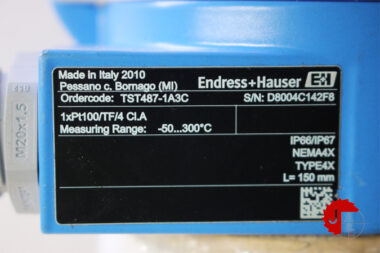 Made in Italy 2010
Pessano c. Bornago (MI)
Endress+Hauser
Ordercode: TST487-1A3C
S/N: D8004C142F8
1xPt100/TF/4 Cl.A
Measuring Range: -50...300°C
IP66/IP67
NEMA4X
TYPE4X
L= 150 mm
M20x1.5